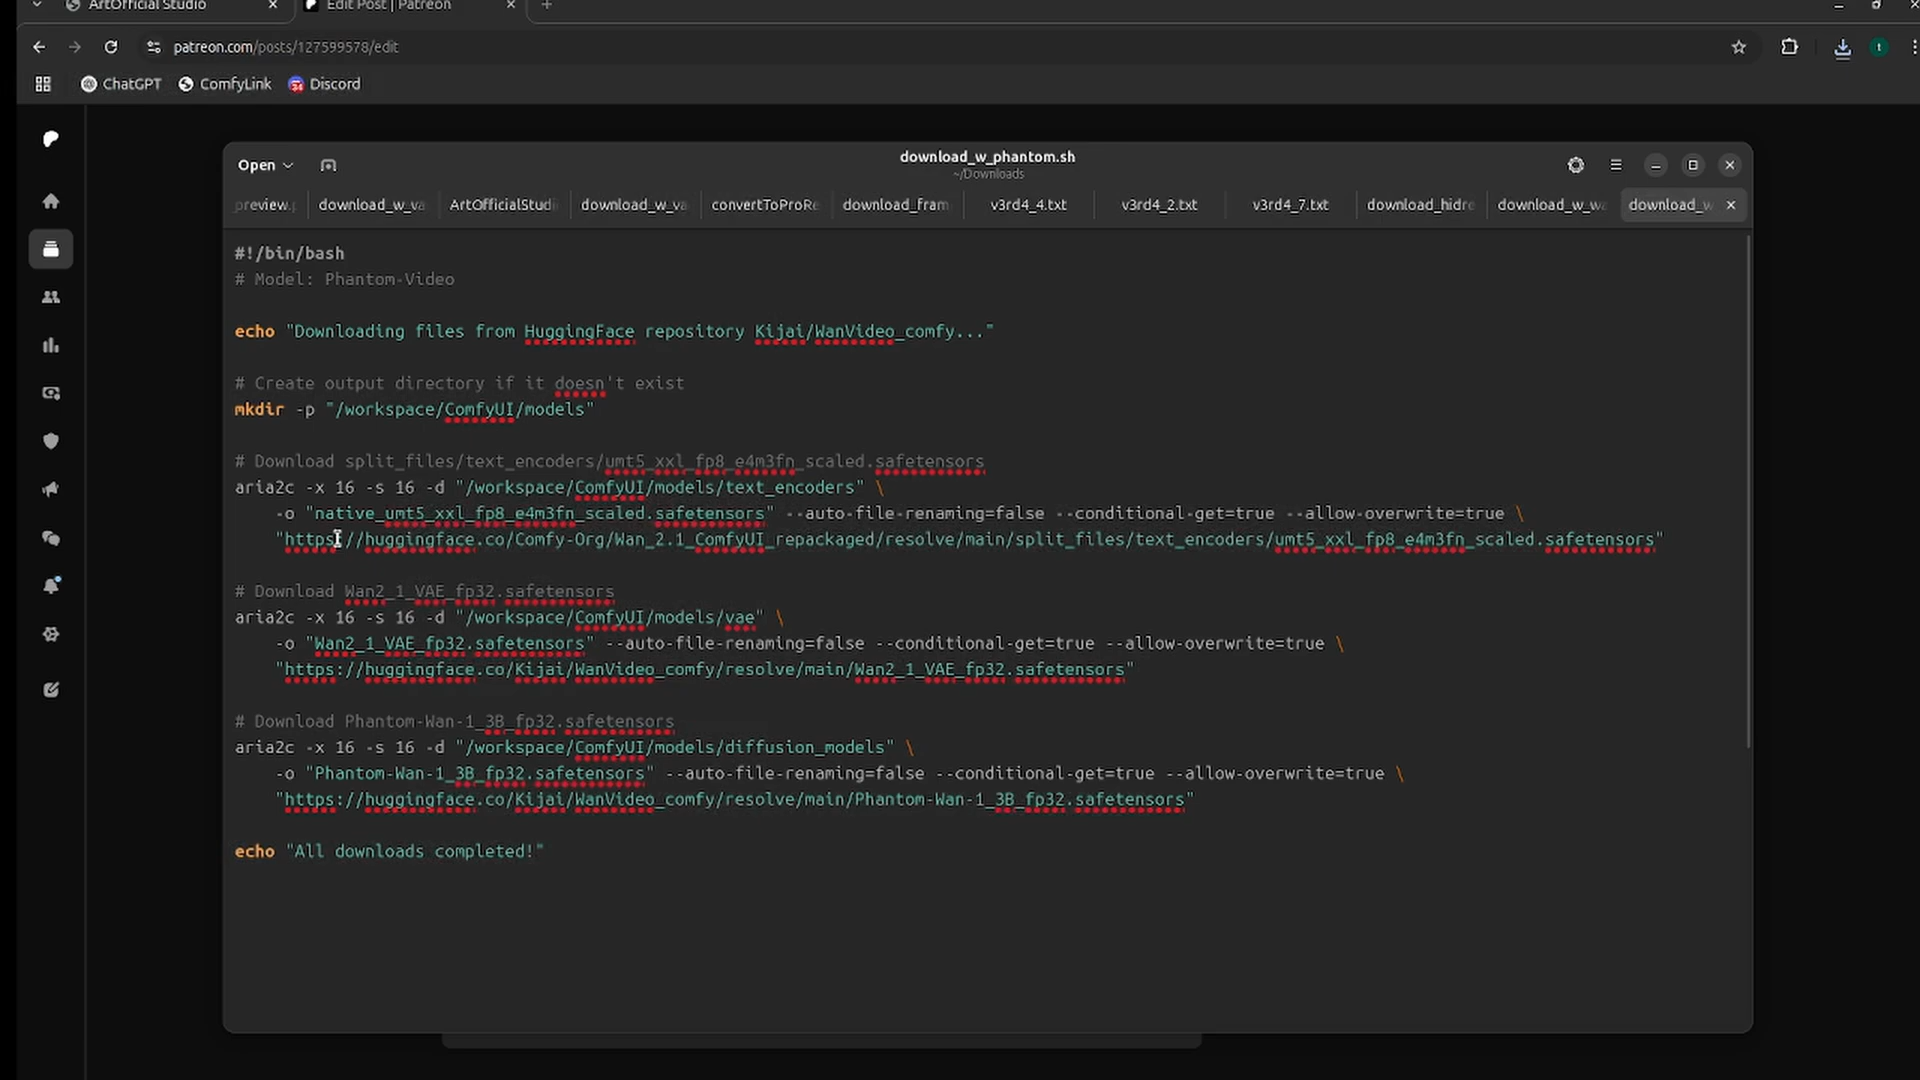 ArtOfficial Studio
Edit Post | Patreon
patreon.com/posts/127599578/edit
t
ChatGPT
ComfyLink
Discord
Open
download_w_phantom.sh
~/Downloads
preview.p
download_w_va
ArtOfficialStudi
download_w_va
convertToProRe
download_fram
v3rd4_4.txt
v3rd4_2.txt
v3rd4_7.txt
download_hidre
download_w_wa
download_w
#!/bin/bash
# Model: Phantom-Video
echo "Downloading files from HuggingFace repository Kijai/WanVideo_comfy..."
# Create output directory if it doesn't exist
mkdir -p "/workspace/ComfyUI/models"
# Download split_files/text_encoders/umt5_xxl_fp8_e4m3fn_scaled.safetensors
aria2c -x 16 -s 16 -d "/workspace/ComfyUI/models/text_encoders" \
-o "native_umt5_xxl_fp8_e4m3fn_scaled.safetensors" --auto-file-renaming=false --conditional-get=true --allow-overwrite=true \
"https://huggingface.co/Comfy-Org/Wan_2.1_ComfyUI_repackaged/resolve/main/split_files/text_encoders/umt5_xxl_fp8_e4m3fn_scaled.safetensors"
# Download Wan2_1_VAE_fp32.safetensors
aria2c -x 16 -s 16 -d "/workspace/ComfyUI/models/vae" \
-o "Wan2_1_VAE_fp32.safetensors" --auto-file-renaming=false --conditional-get=true --allow-overwrite=true \
"https://huggingface.co/Kijai/WanVideo_comfy/resolve/main/Wan2_1_VAE_fp32.safetensors"
# Download Phantom-Wan-1_3B_fp32.safetensors
aria2c -x 16 -s 16 -d "/workspace/ComfyUI/models/diffusion_models" \
-o "Phantom-Wan-1_3B_fp32.safetensors" --auto-file-renaming=false --conditional-get=true --allow-overwrite=true \
"https://huggingface.co/Kijai/WanVideo_comfy/resolve/main/Phantom-Wan-1_3B_fp32.safetensors"
echo "All downloads completed!"